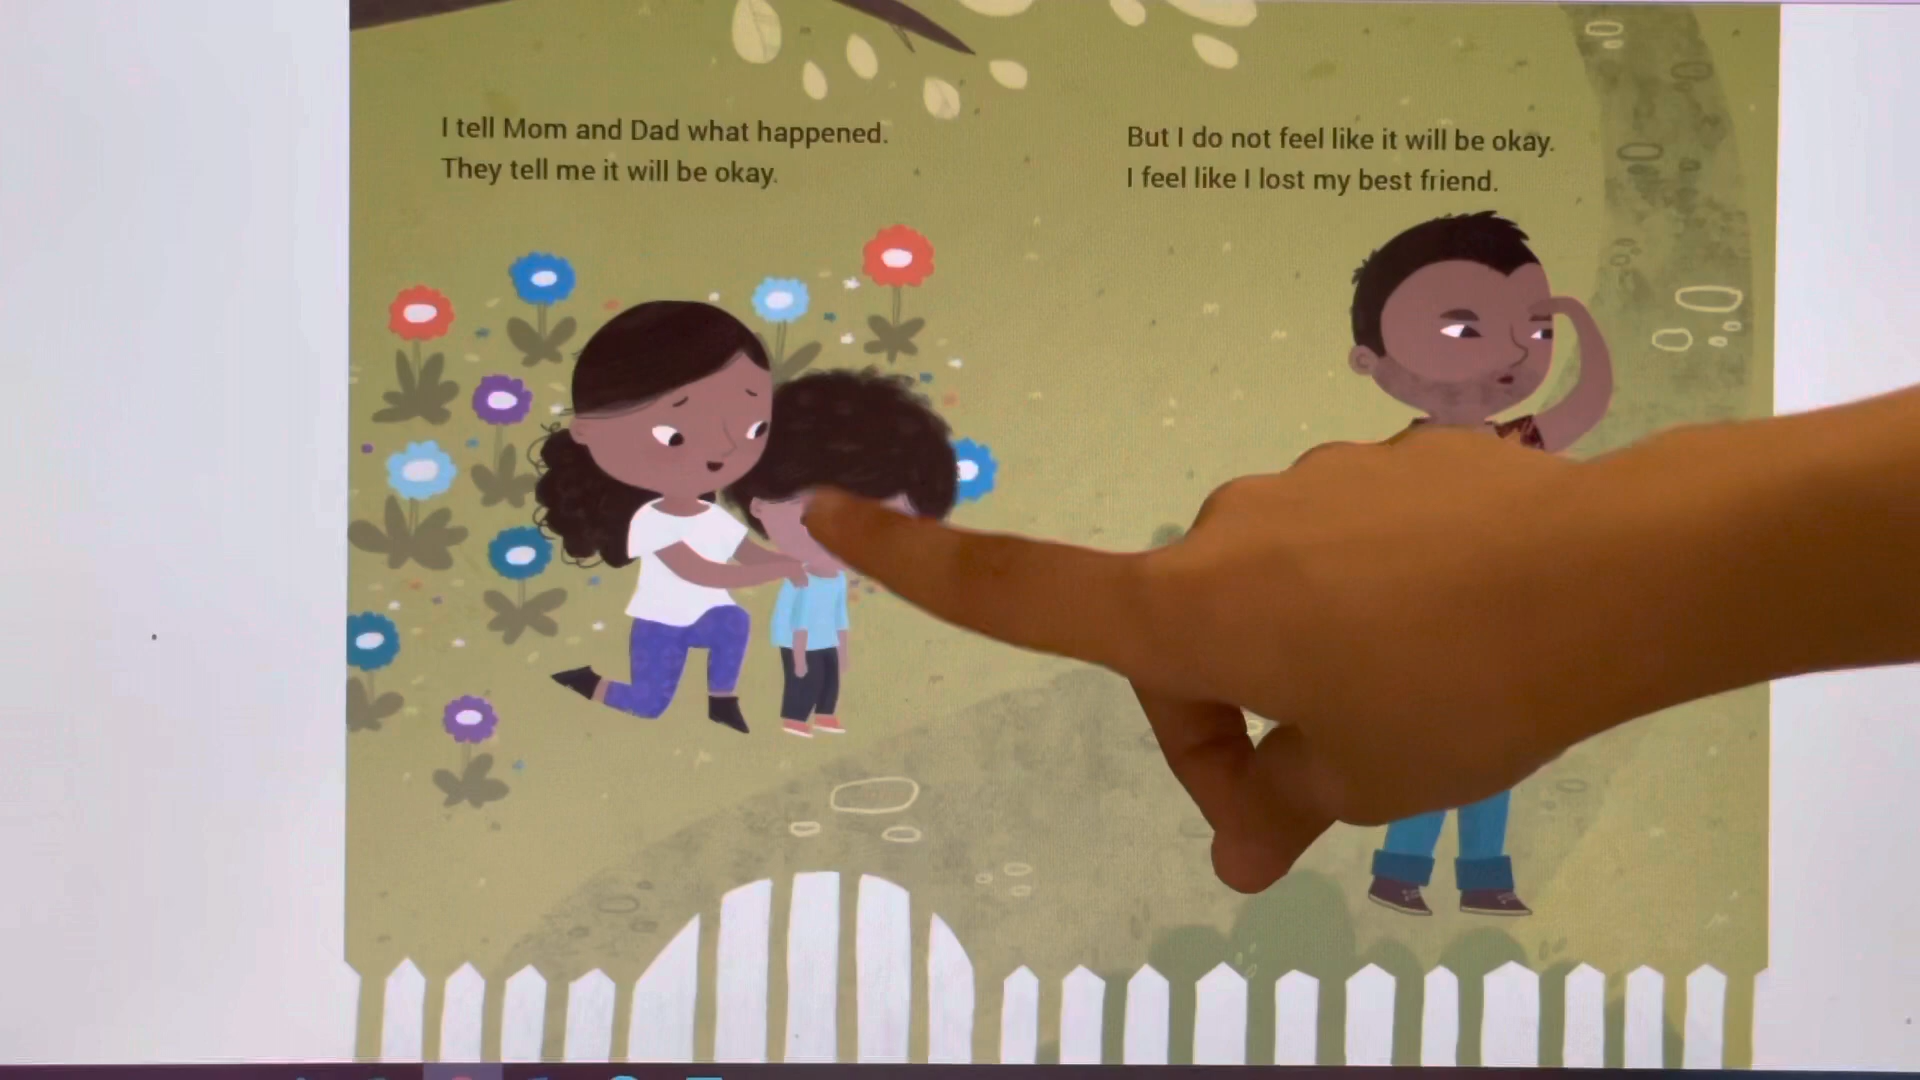 I tell Mom and Dad what happened.
They tell me it will be okay.
But I do not feel like it will be okay.
I feel like I lost my best friend.